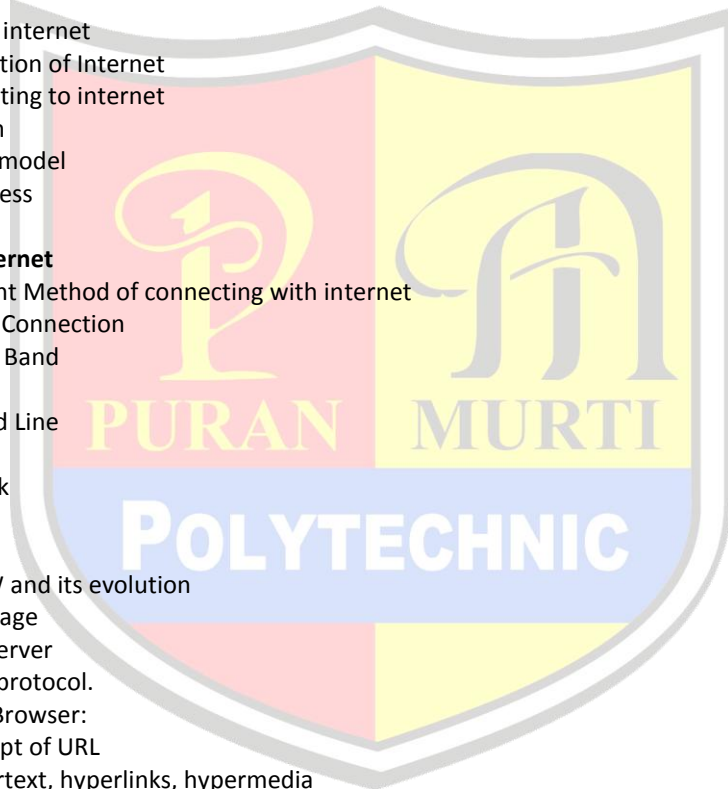 internet
tion of Internet
ting to internet
model
ess
ernet
nt Method of connecting with internet
Connection
Band
d Line
PURAN MURTI
k
POLYTECHNIC
and its evolution
age
erver
protocol.
Browser:
pt of URL
rtext, hyperlinks, hypermedia